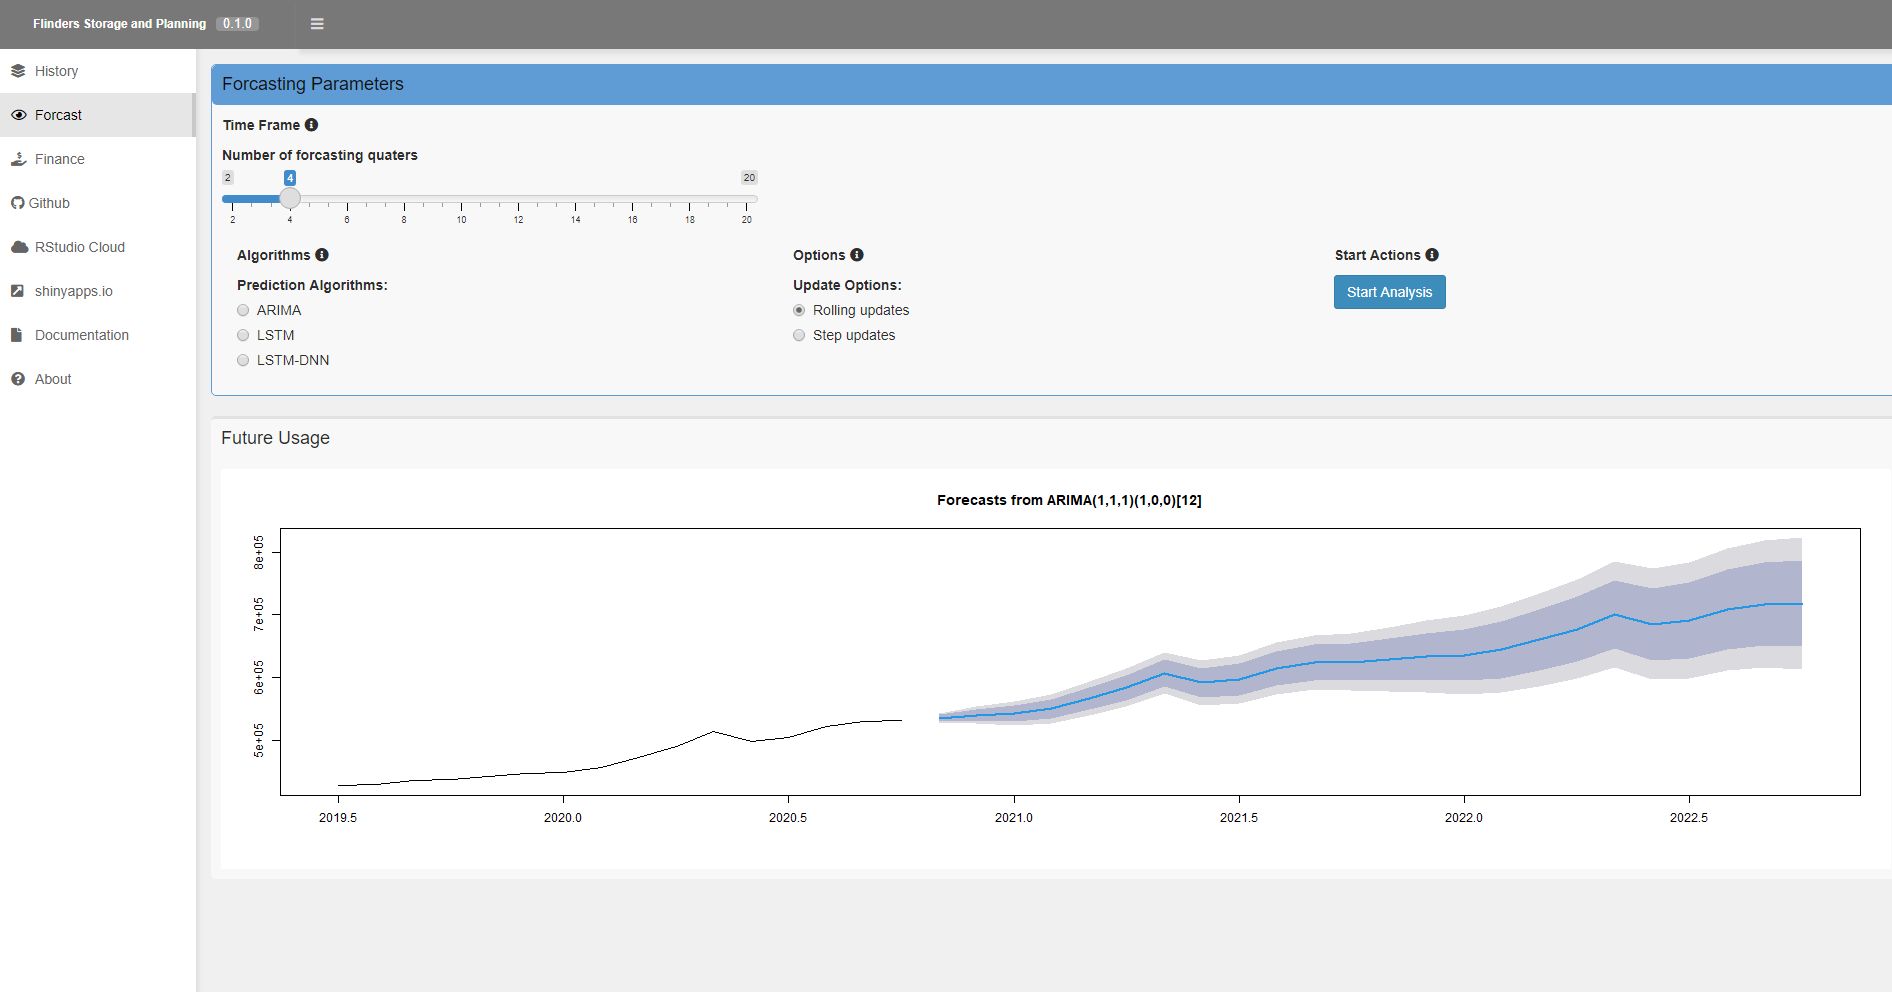 Flinders Storage and Planning 0.1.0
History
Forcast
Finance
Github
RStudio Cloud
shinyapps.io
Documentation
About
Forcasting Parameters
Time Frame
Number of forcasting quaters
2 4 20
2 4 6 8 10 12 14 16 18 20
Algorithms
Prediction Algorithms:
ARIMA
LSTM
LSTM-DNN
Options
Update Options:
Rolling updates
Step updates
Start Actions
Start Analysis
Future Usage
Forecasts from ARIMA(1,1,1)(1,0,0)[12]
8e+05
7e+05
6e+05
5e+05
2019.5 2020.0 2020.5 2021.0 2021.5 2022.0 2022.5